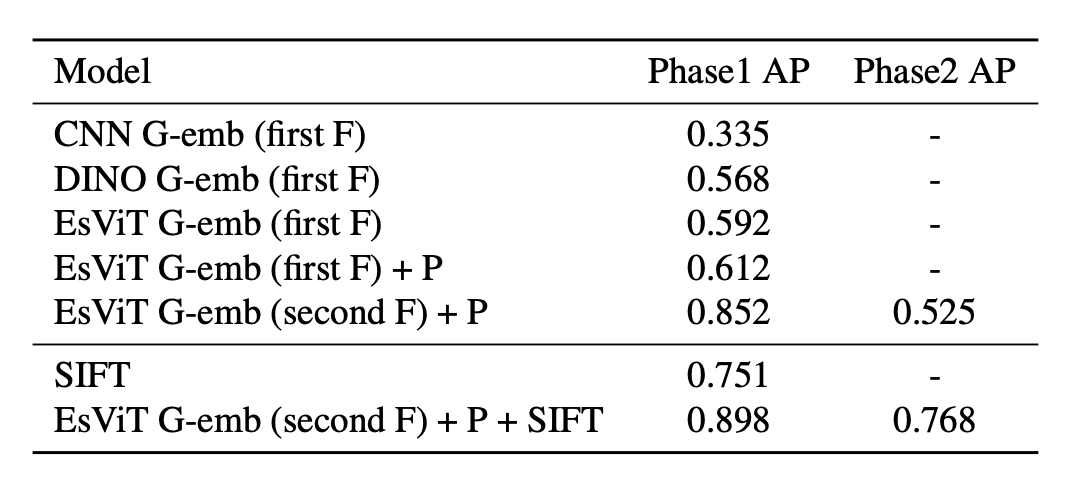 Model Phase1 AP Phase2 AP
CNN G-emb (first F) 0.335 -
DINO G-emb (first F) 0.568 -
EsViT G-emb (first F) 0.592 -
EsViT G-emb (first F) + P 0.612 -
EsViT G-emb (second F) + P 0.852 0.525
SIFT 0.751 -
EsViT G-emb (second F) + P + SIFT 0.898 0.768